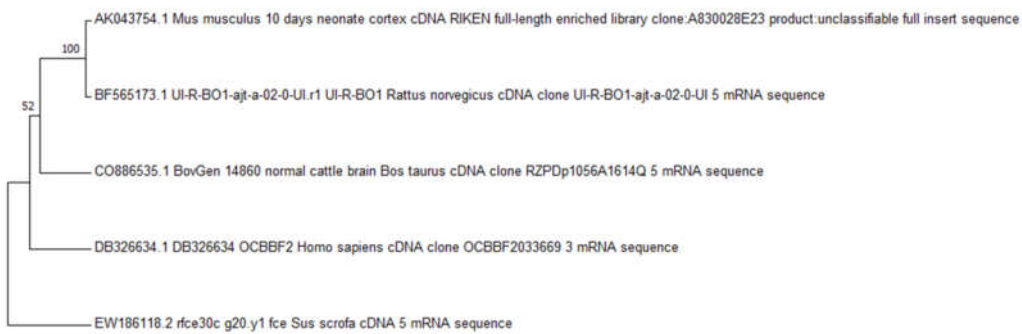 AK043754.1 Mus musculus 10 days neonate cortex cDNA RIKEN full-length enriched library clone:A830028E23 product:unclassifiable full insert sequence
100
BF565173.1 UI-R-BO1-ajt-a-02-0-UI.r1 UI-R-BO1 Rattus norvegicus cDNA clone UI-R-BO1-ajt-a-02-0-UI 5 mRNA sequence
52
CO886535.1 BovGen 14860 normal cattle brain Bos taurus cDNA clone RZPDp1056A1614Q 5 mRNA sequence
DB326634.1 DB326634 OCBBF2 Homo sapiens cDNA clone OCBBF2033669 3 mRNA sequence
EW186118.2 rfce30c g20.y1 fce Sus scrofa cDNA 5 mRNA sequence